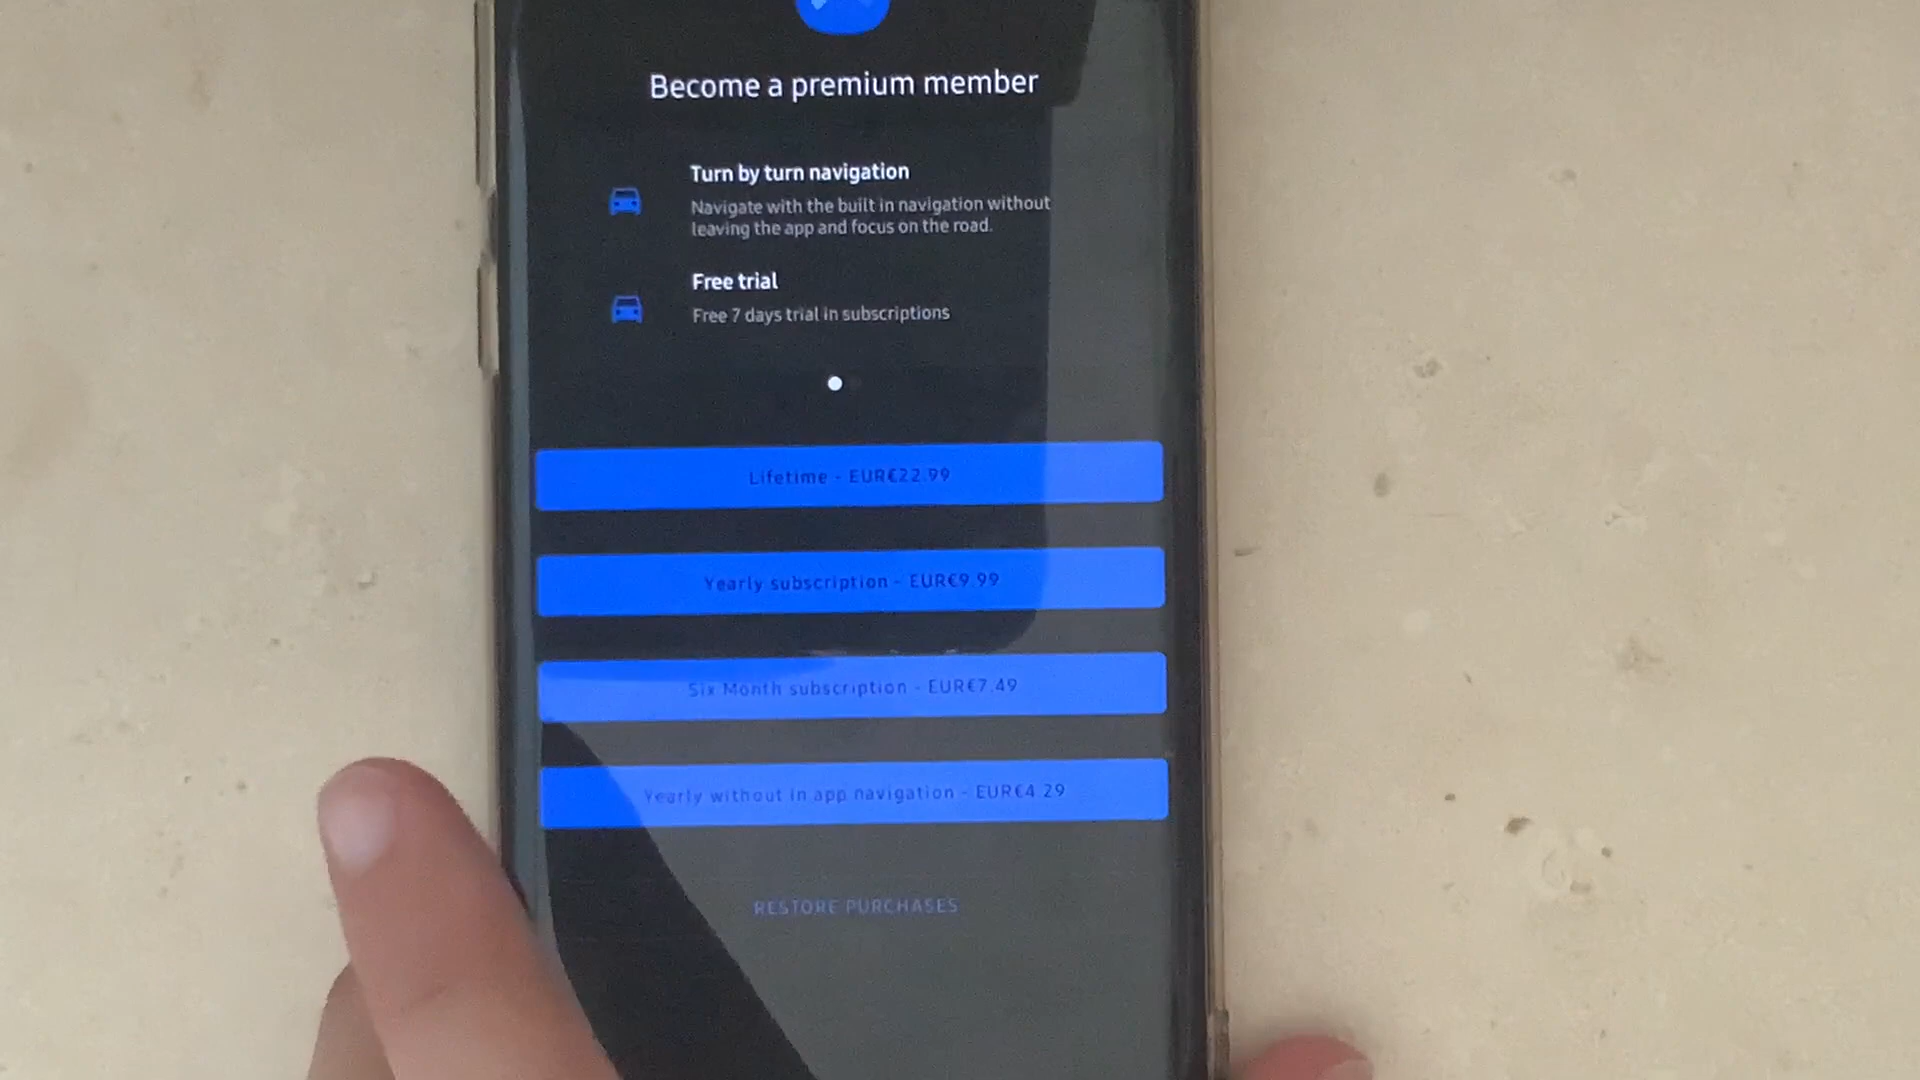 Become a premium member
Turn by turn navigation
Navigate with the built in navigation without
leaving the app and focus on the road.
Free trial
Free 7 days trial in subscriptions
Lifetime - EUR€22.99
Yearly subscription - EUR€9.99
Six Month subscription - EUR€7.49
Yearly without in app navigation - EUR€4.29
RESTORE PURCHASES